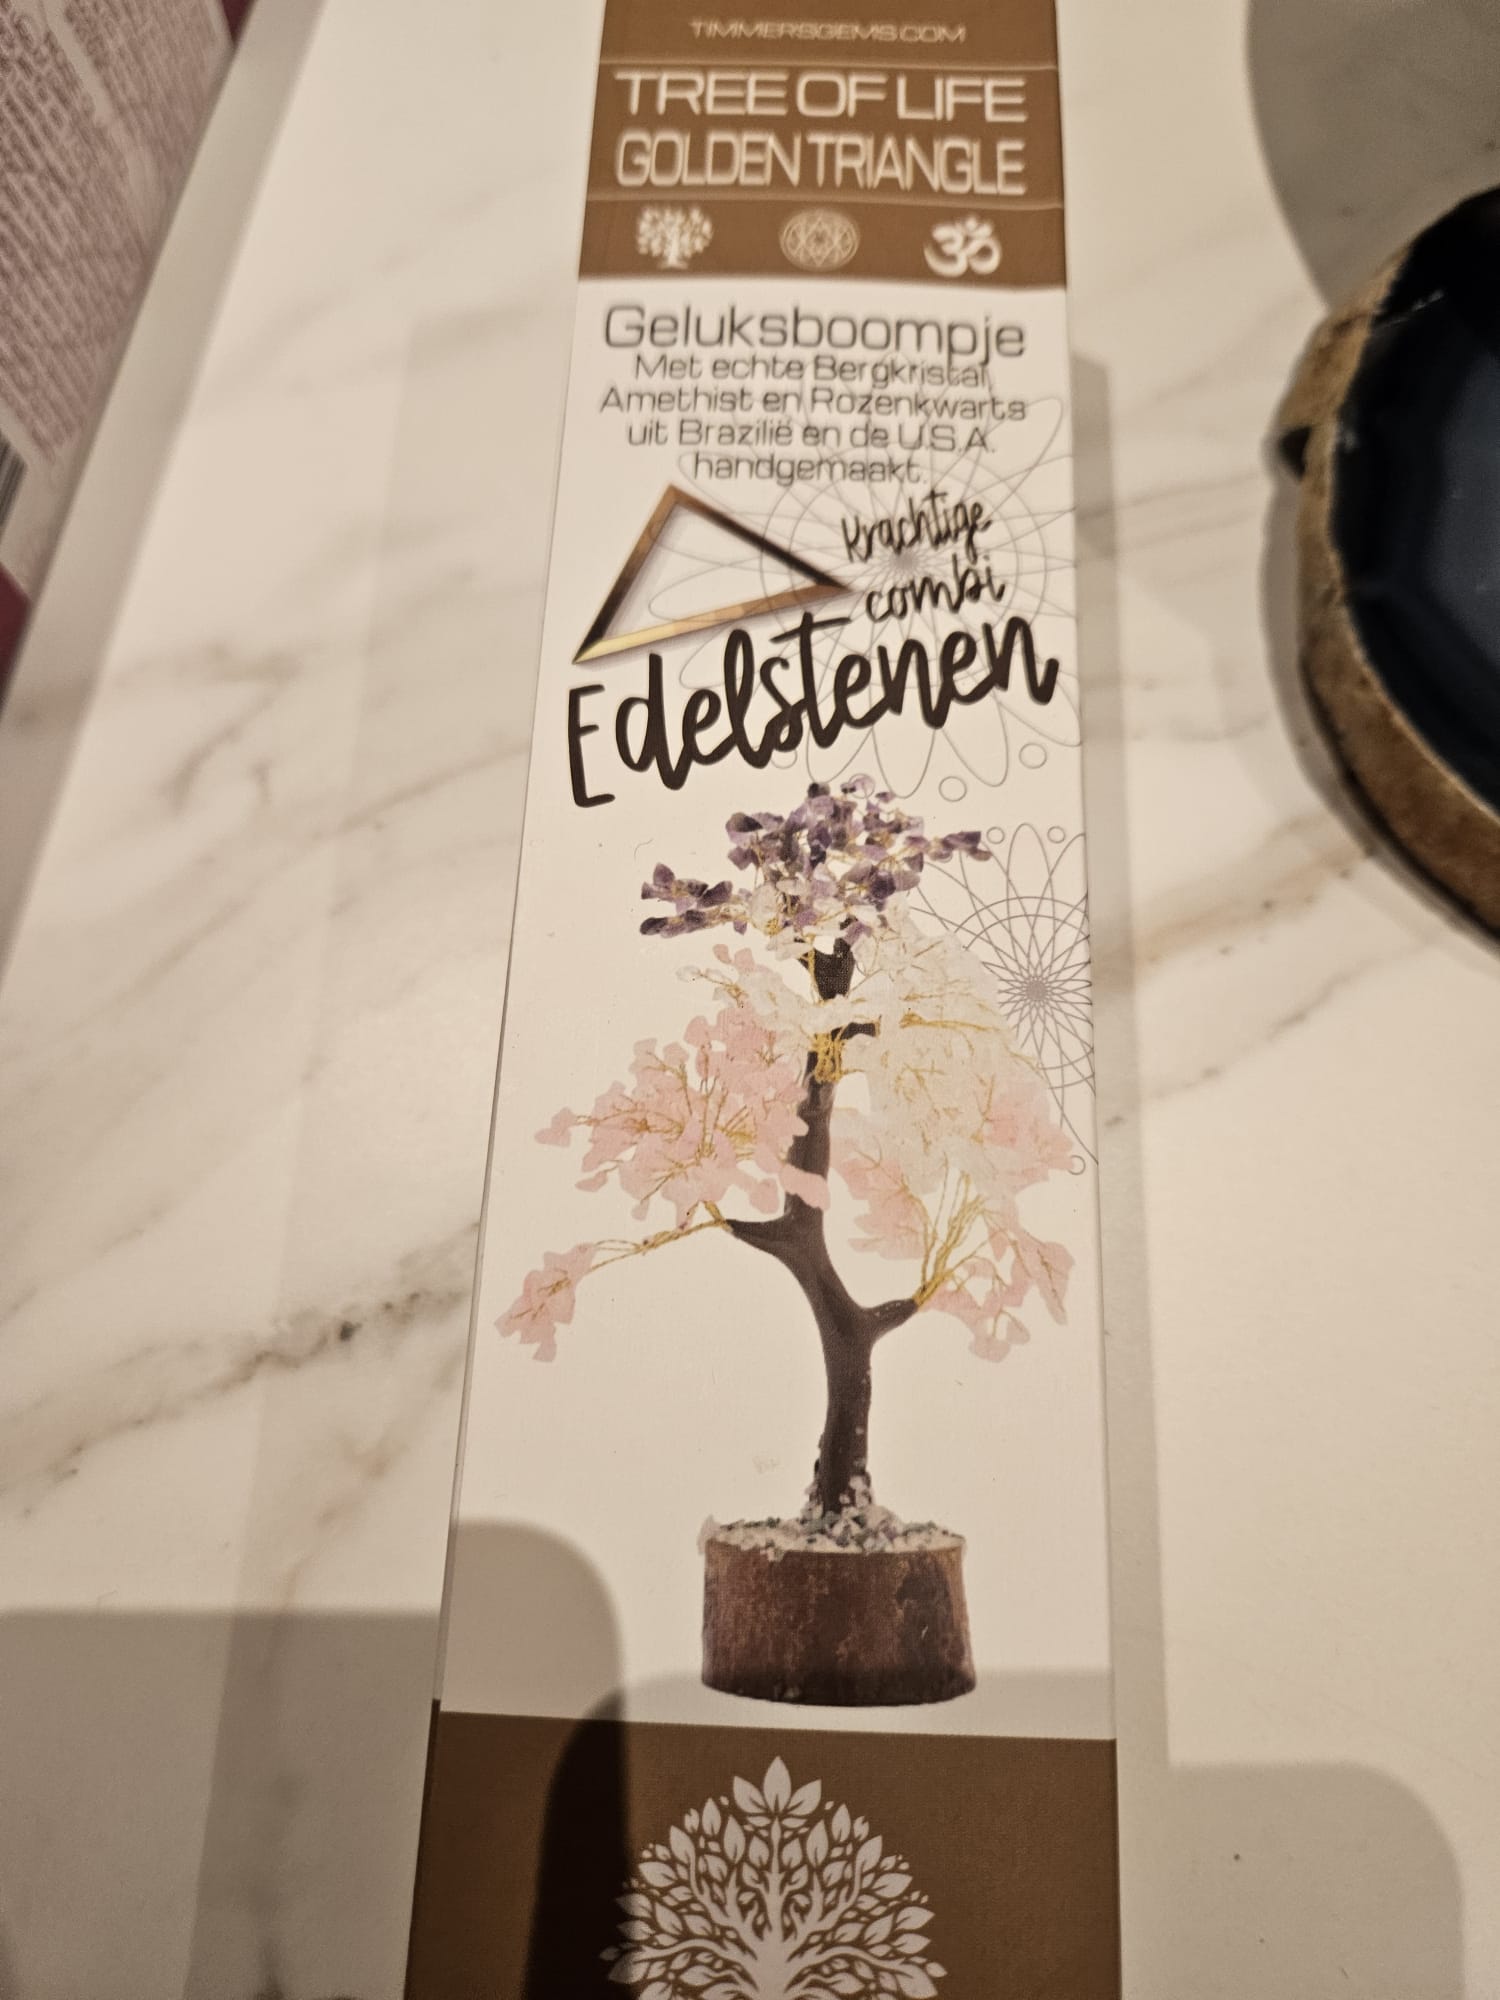 TIMMERSGEMS.COM
TREE OF LIFE
GOLDEN TRIANGLE
Geluksboompje
Met echte Bergkristal,
Amethist en Rozenkwarts
uit Brazilië en de U.S.A.
handgemaakt.
krachtige
combi
Edelstenen